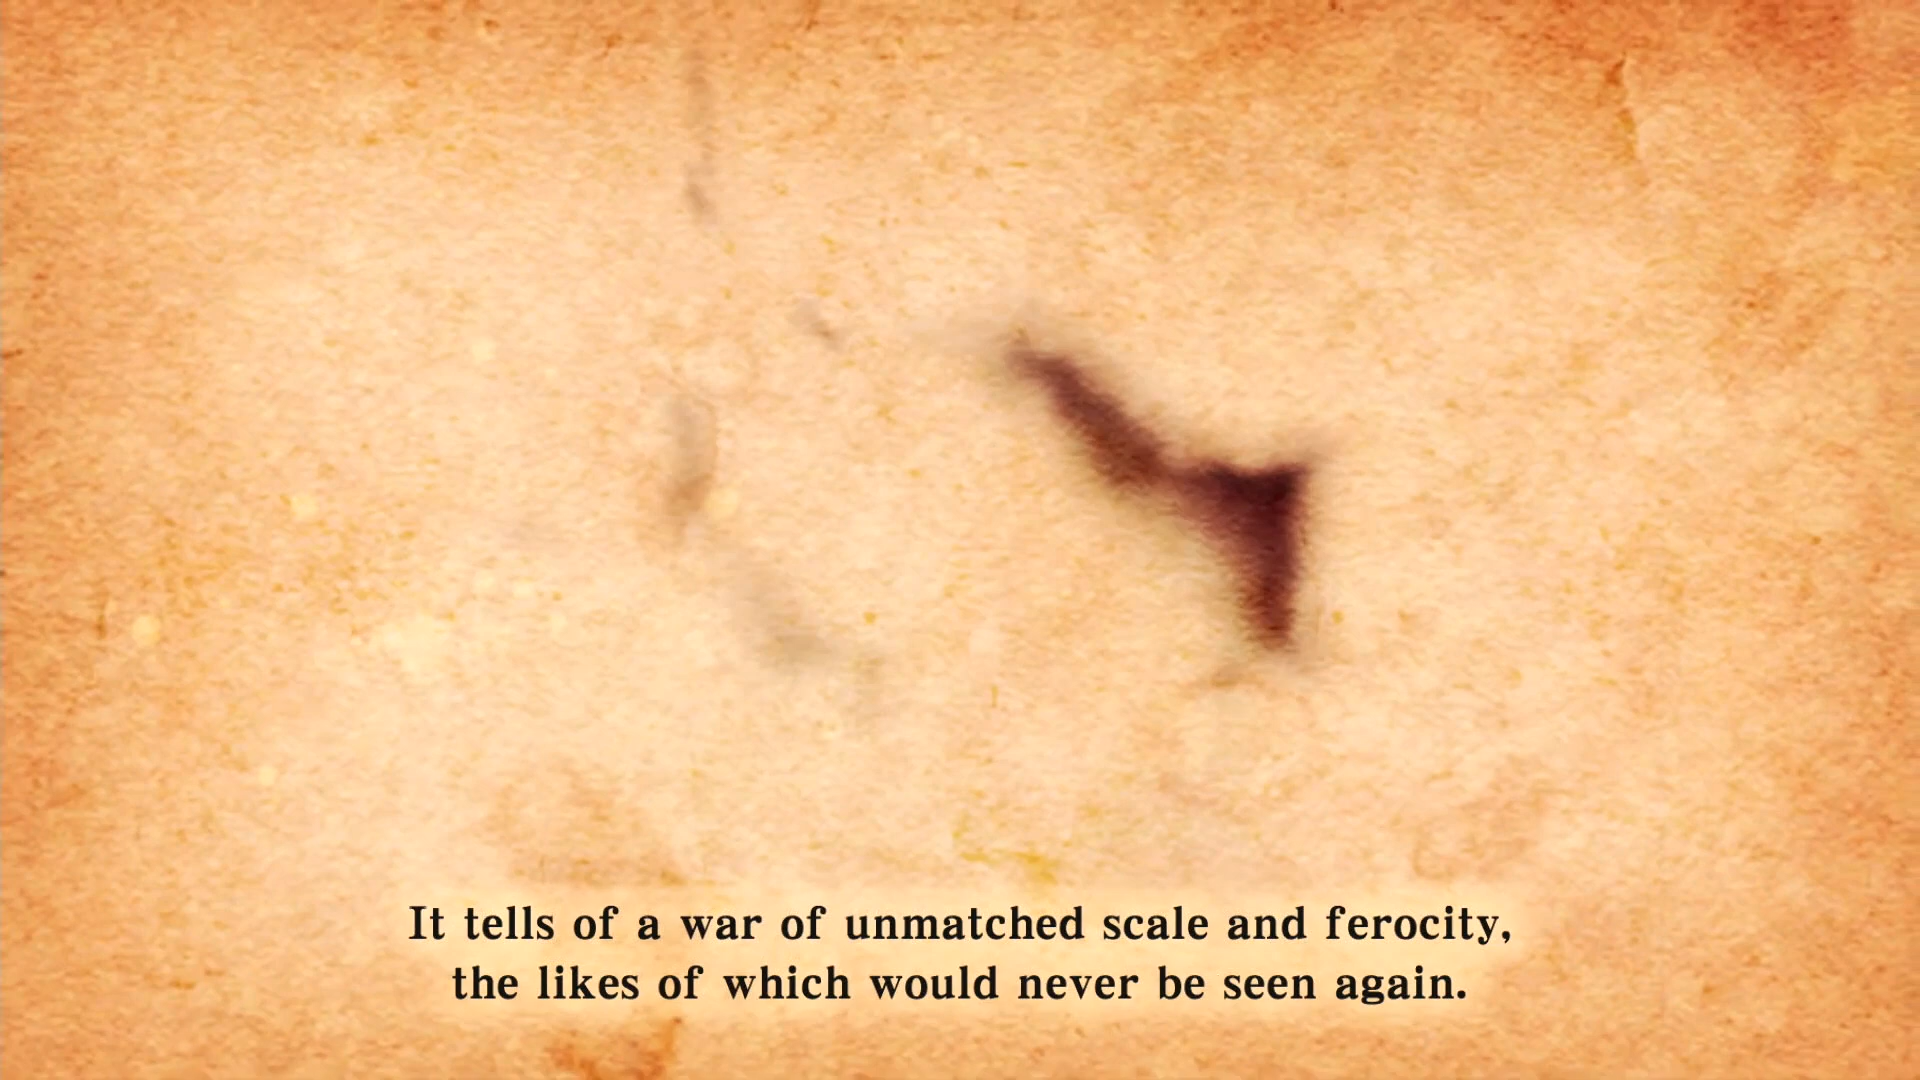 It tells of a war of unmatched scale and ferocity,
the likes of which would never be seen again.